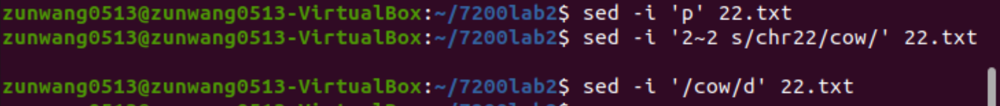 zunwang0513@zunwang0513-VirtualBox:~/7200lab2$ sed -i 'p' 22.txt
zunwang0513@zunwang0513-VirtualBox:~/7200lab2$ sed -i '2~2 s/chr22/cow/' 22.txt
zunwang0513@zunwang0513-VirtualBox:~/7200lab2$ sed -i '/cow/d' 22.txt